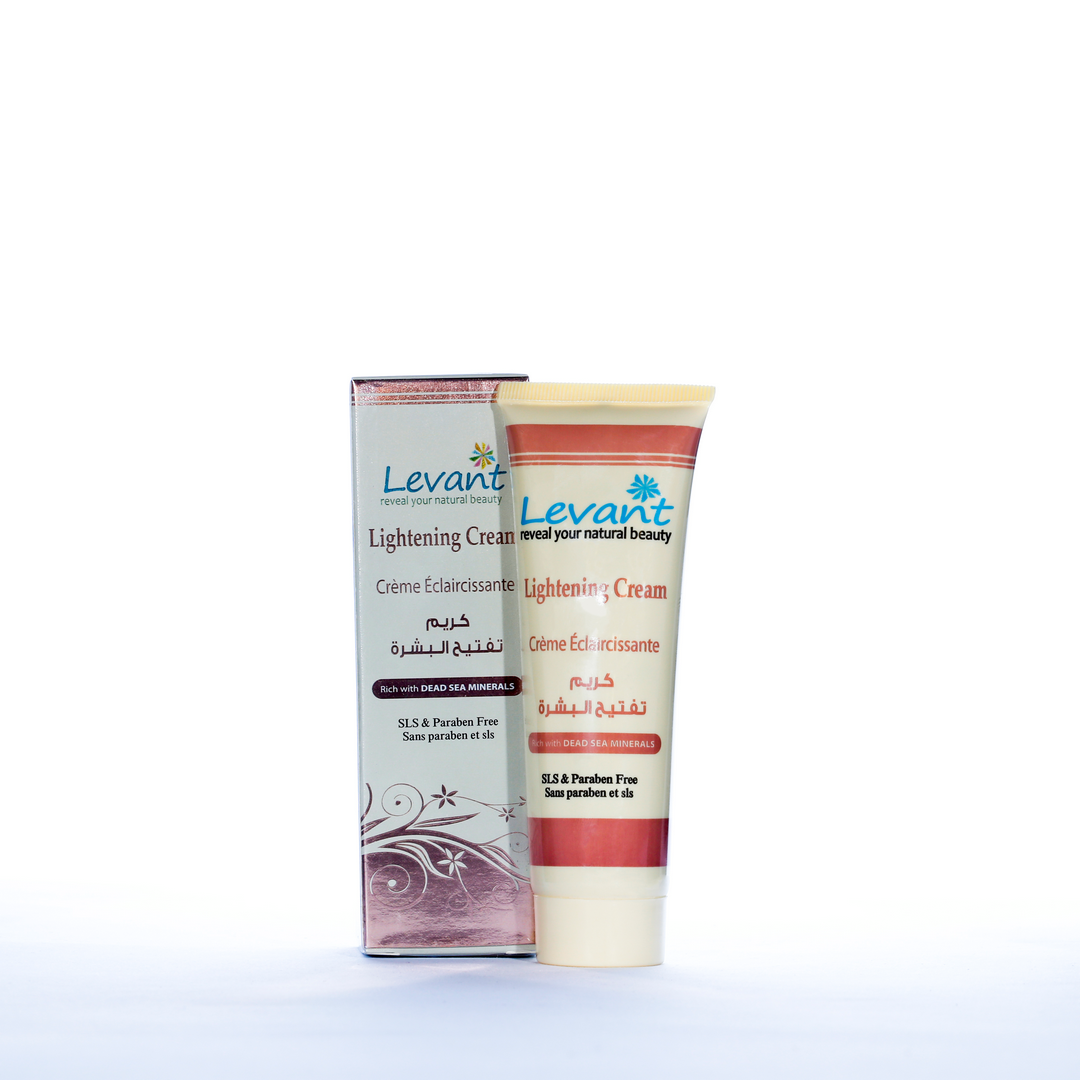 Levant
reveal your natural beauty
Lightening Cream
Crème Éclaircissante
كريم
تفتيح البشرة
Rich with DEAD SEA MINERALS
SLS & Paraben Free
Sans paraben et sls
Levant
reveal your natural beauty
Lightening Cream
Crème Éclaircissante
كريم
تفتيح البشرة
Rich with DEAD SEA MINERALS
SLS & Paraben Free
Sans paraben et sls